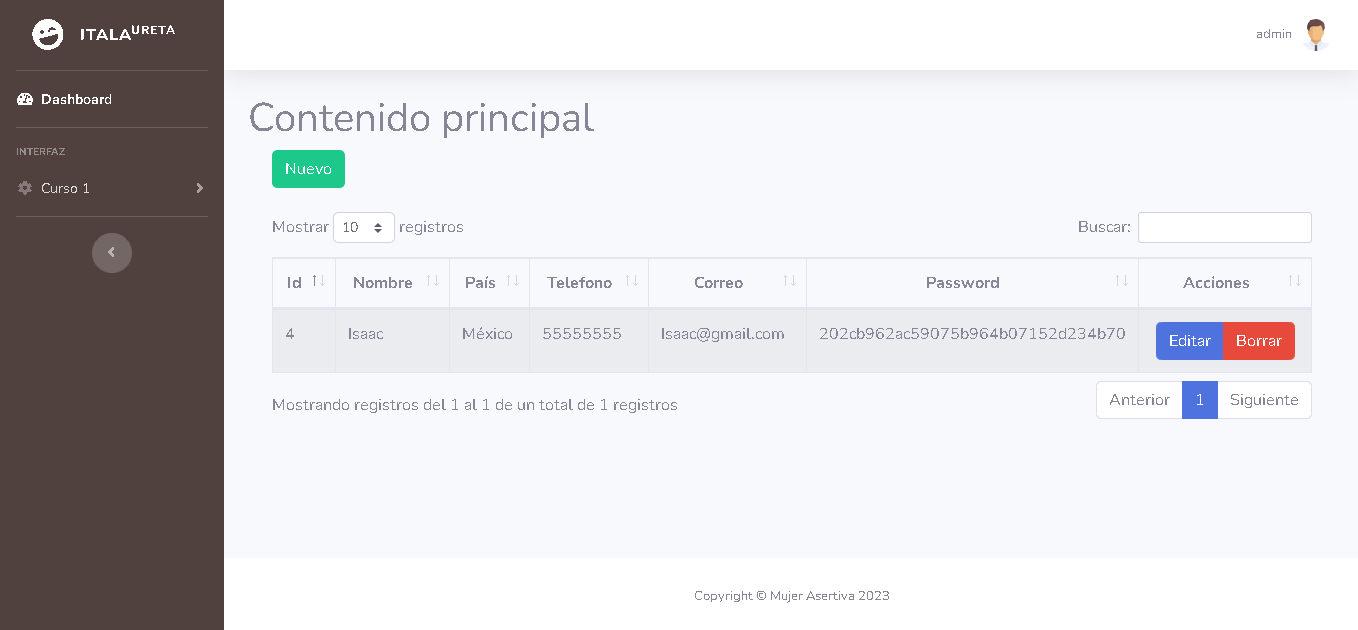 ITALA URETA
admin
Dashboard
Contenido principal
INTERFAZ
Nuevo
Curso 1
Mostrar 10 registros
Buscar:
Id Nombre País Telefono Correo Password Acciones
4 Isaac México 55555555 Isaac@gmail.com 202cb962ac59075b964b07152d234b70 Editar Borrar
Mostrando registros del 1 al 1 de un total de 1 registros
Anterior 1 Siguiente
Copyright © Mujer Asertiva 2023